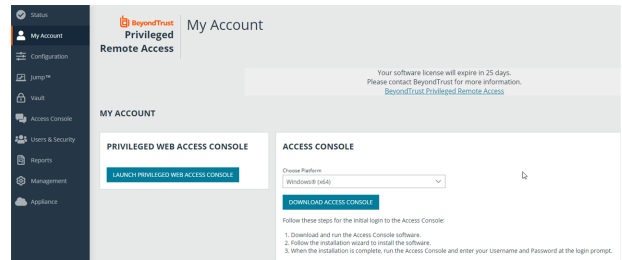 Status
My Account
Configuration
Jump™
Vault
Access Console
Users & Security
Reports
Management
Appliance
BeyondTrust
Privileged
Remote Access
My Account
Your software license will expire in 25 days.
Please contact BeyondTrust for more information.
BeyondTrust Privileged Remote Access
MY ACCOUNT
PRIVILEGED WEB ACCESS CONSOLE
LAUNCH PRIVILEGED WEB ACCESS CONSOLE
ACCESS CONSOLE
Choose Platform
Windows® (x64)
DOWNLOAD ACCESS CONSOLE
Follow these steps for the initial login to the Access Console:
1. Download and run the Access Console software.
2. Follow the installation wizard to install the software.
3. When the installation is complete, run the Access Console and enter your Username and Password at the login prompt.